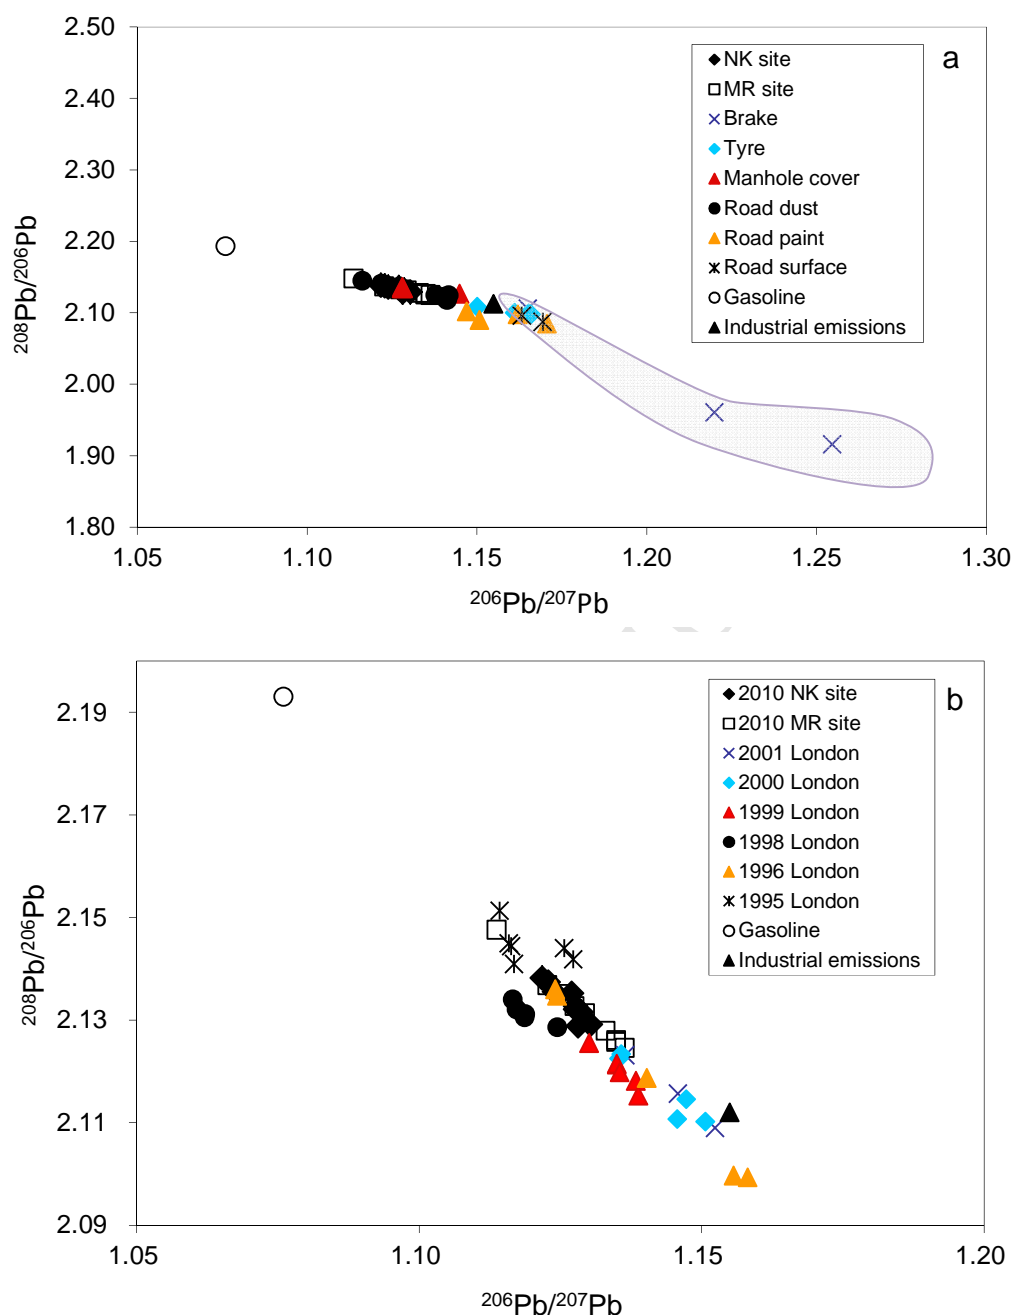 a
2.50
2.40
2.30
2.20
2.10
2.00
1.90
1.80
²⁰⁸Pb/²⁰⁶Pb
NK site
MR site
Brake
Tyre
Manhole cover
Road dust
Road paint
Road surface
Gasoline
Industrial emissions
1.05 1.10 1.15 1.20 1.25 1.30
²⁰⁶Pb/²⁰⁷Pb
b
2.19
2.17
2.15
2.13
2.11
2.09
²⁰⁸Pb/²⁰⁶Pb
2010 NK site
2010 MR site
2001 London
2000 London
1999 London
1998 London
1996 London
1995 London
Gasoline
Industrial emissions
1.05 1.10 1.15 1.20
²⁰⁶Pb/²⁰⁷Pb